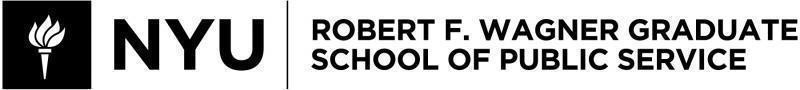 NYU
ROBERT F. WAGNER GRADUATE
SCHOOL OF PUBLIC SERVICE